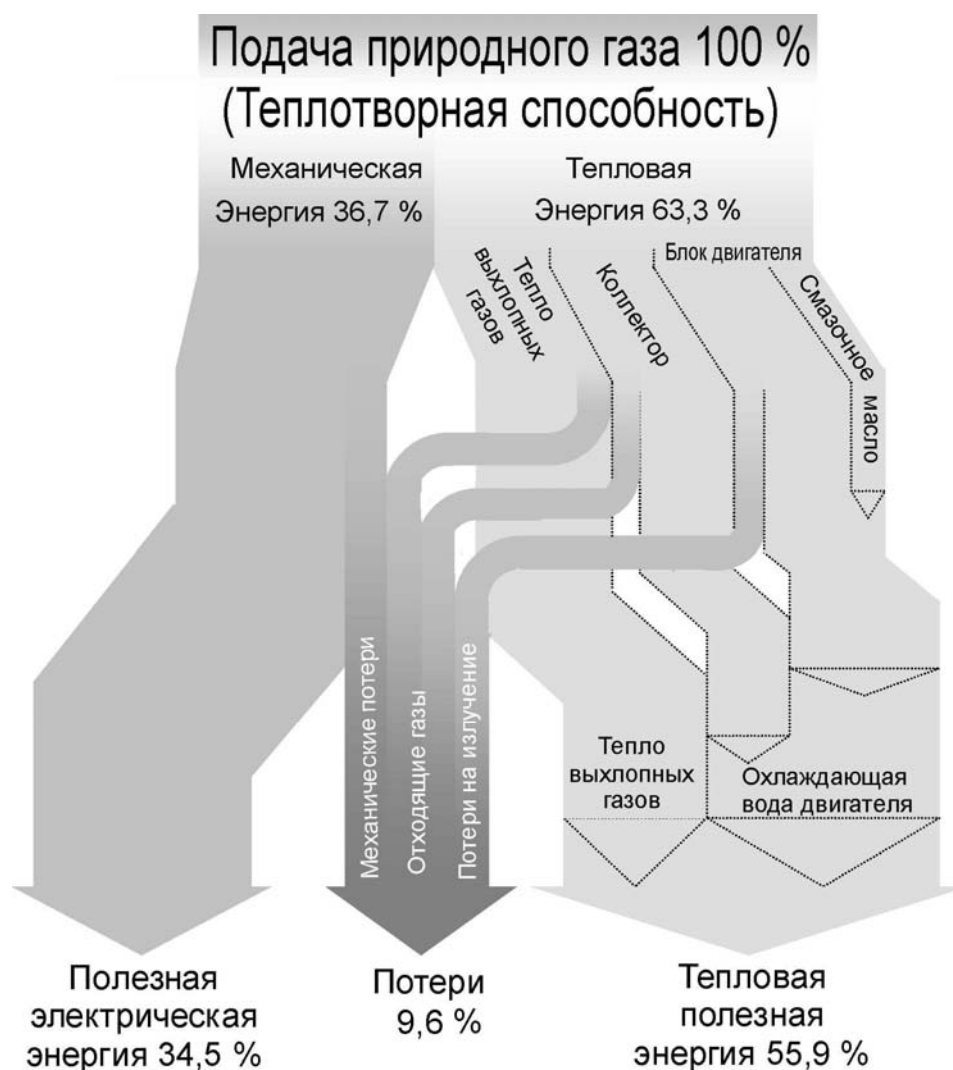 Подача природного газа 100 %
(Теплотворная способность)
Механическая
Энергия 36,7 %
Тепловая
Энергия 63,3 %
Тепло
выхлопных
газов
Коллектор
Блок двигателя
Смазочное
масло
Механические потери
Отходящие газы
Потери на излучение
Тепло
выхлопных
газов
Охлаждающая
вода двигателя
Полезная
электрическая
энергия 34,5 %
Потери
9,6 %
Тепловая
полезная
энергия 55,9 %